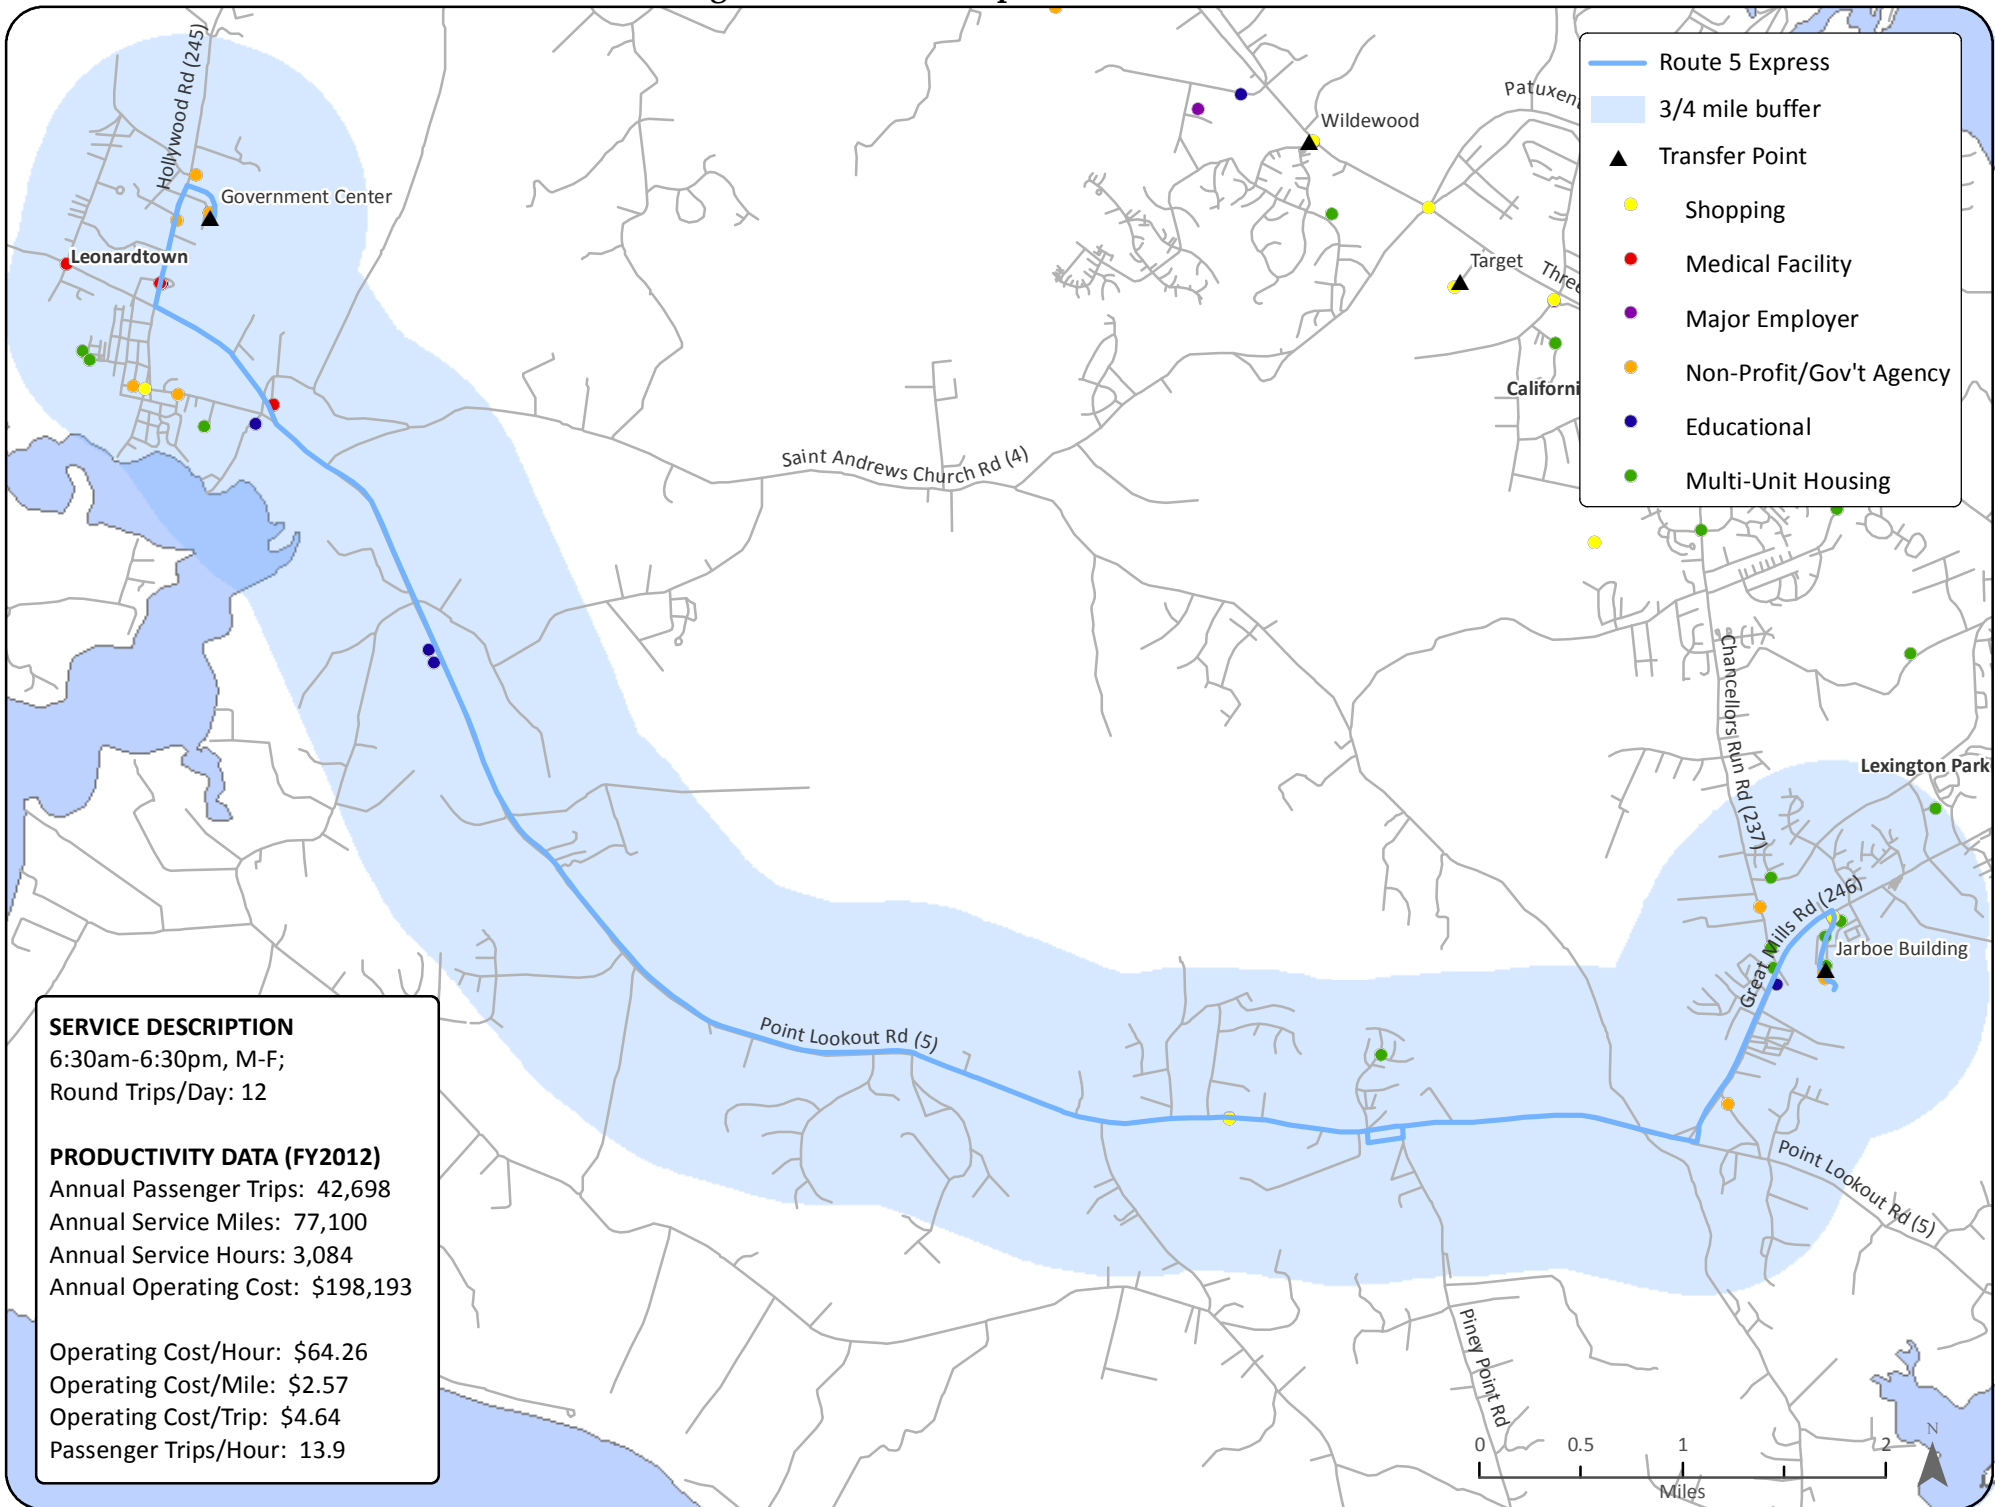 Hollywood Rd (245)
Government Center
Leonardtown
Wildewood
Patuxen
Target
Three
Californi
Saint Andrews Church Rd (4)
Chancellors Run Rd (237)
Lexington Park
Great Mills Rd (246)
Jarboe Building
Point Lookout Rd (5)
Point Lookout Rd (5)
Piney Point Rd
Route 5 Express
3/4 mile buffer
Transfer Point
Shopping
Medical Facility
Major Employer
Non-Profit/Gov't Agency
Educational
Multi-Unit Housing
SERVICE DESCRIPTION
6:30am-6:30pm, M-F;
Round Trips/Day: 12
PRODUCTIVITY DATA (FY2012)
Annual Passenger Trips: 42,698
Annual Service Miles: 77,100
Annual Service Hours: 3,084
Annual Operating Cost: $198,193
Operating Cost/Hour: $64.26
Operating Cost/Mile: $2.57
Operating Cost/Trip: $4.64
Passenger Trips/Hour: 13.9
0 0.5 1 2
Miles
N